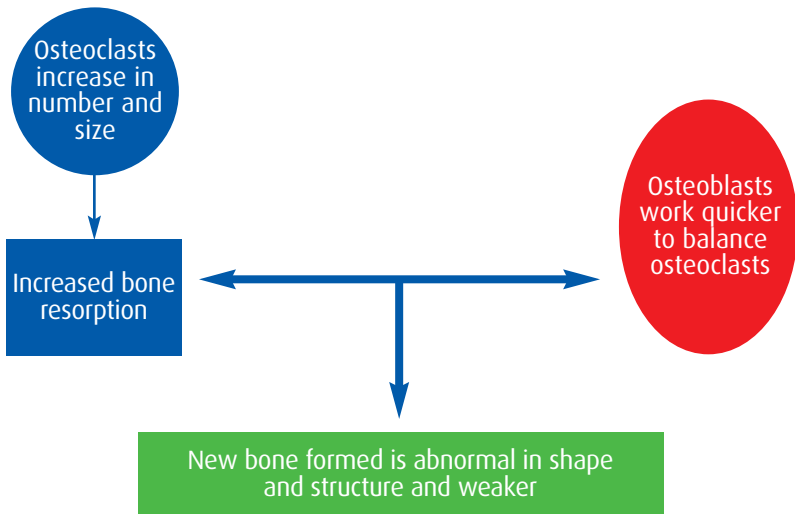 Osteoclasts
increase in
number and
size
Increased bone
resorption
Osteoblasts
work quicker
to balance
osteoclasts
New bone formed is abnormal in shape
and structure and weaker